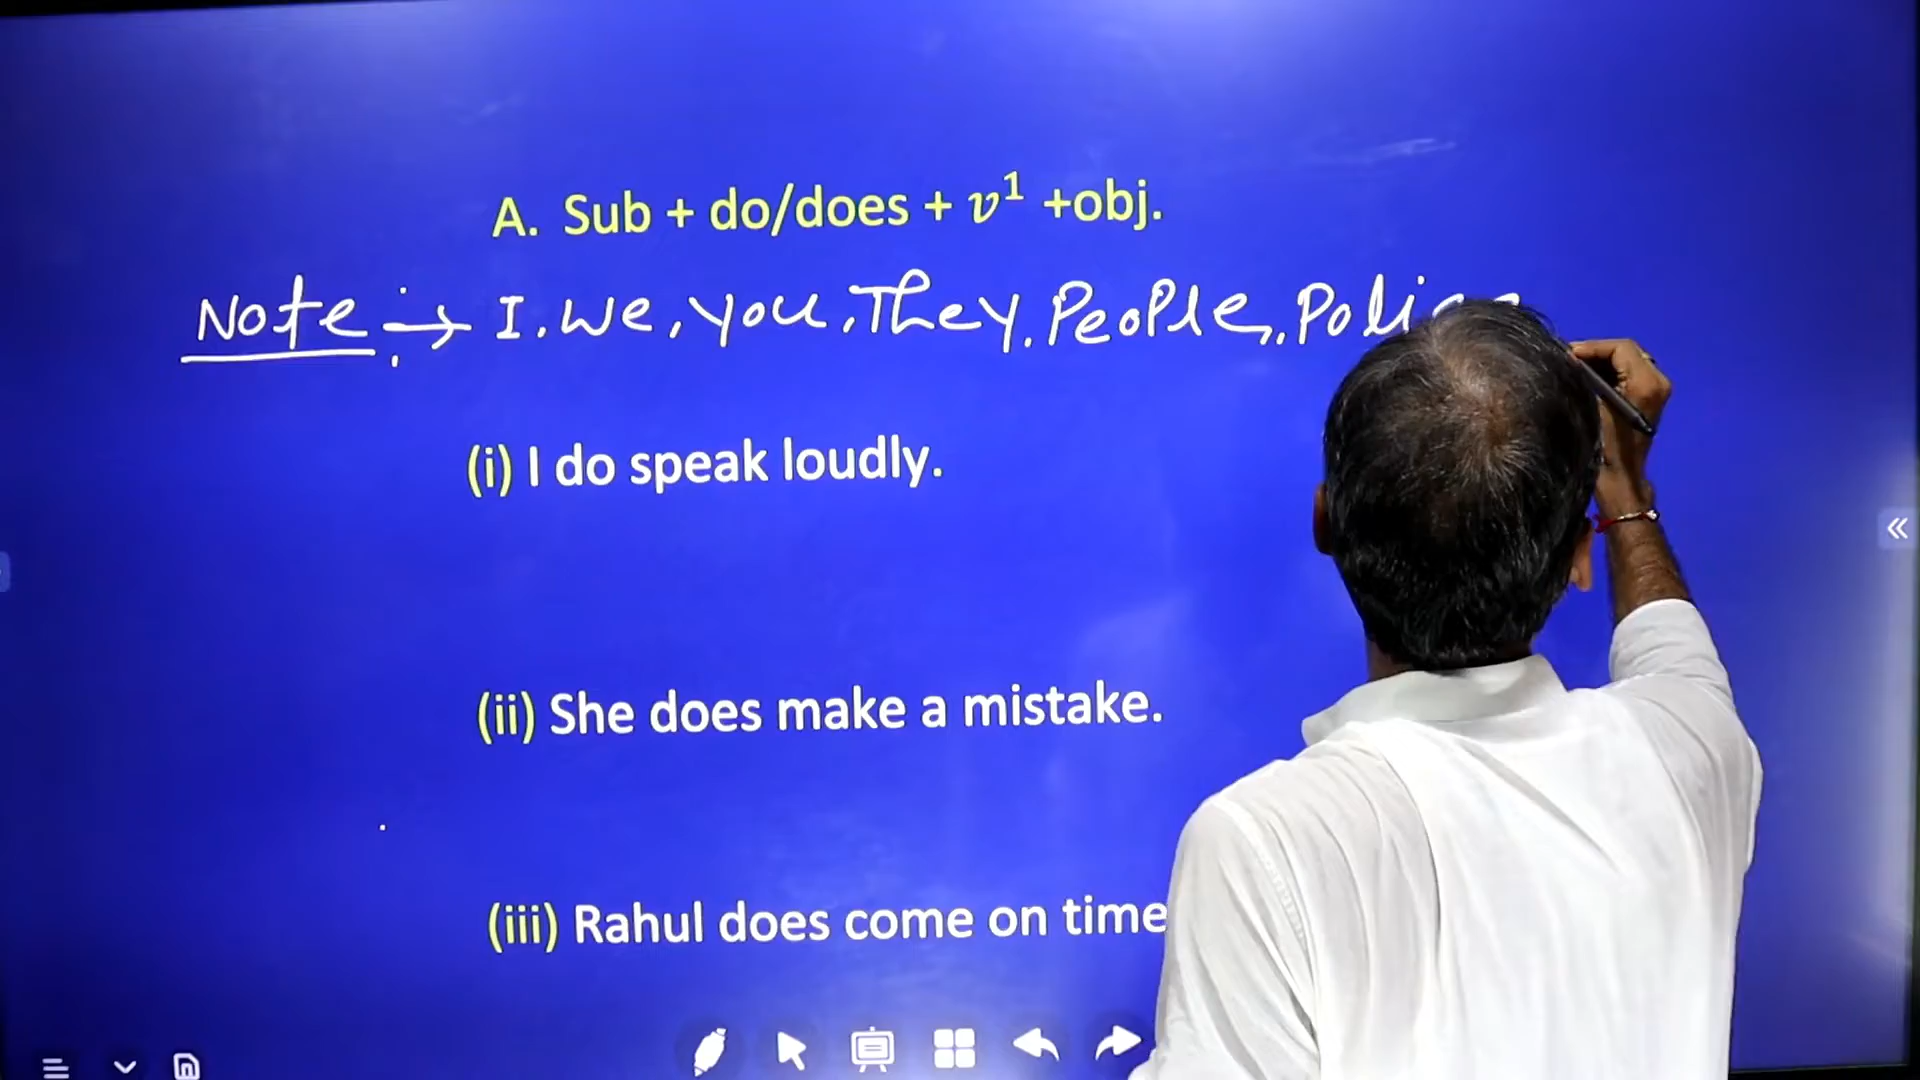 A. Sub + do/does + v¹ +obj.
Note :→ I, we, you, They, People, Police
(i) I do speak loudly.
(ii) She does make a mistake.
(iii) Rahul does come on time